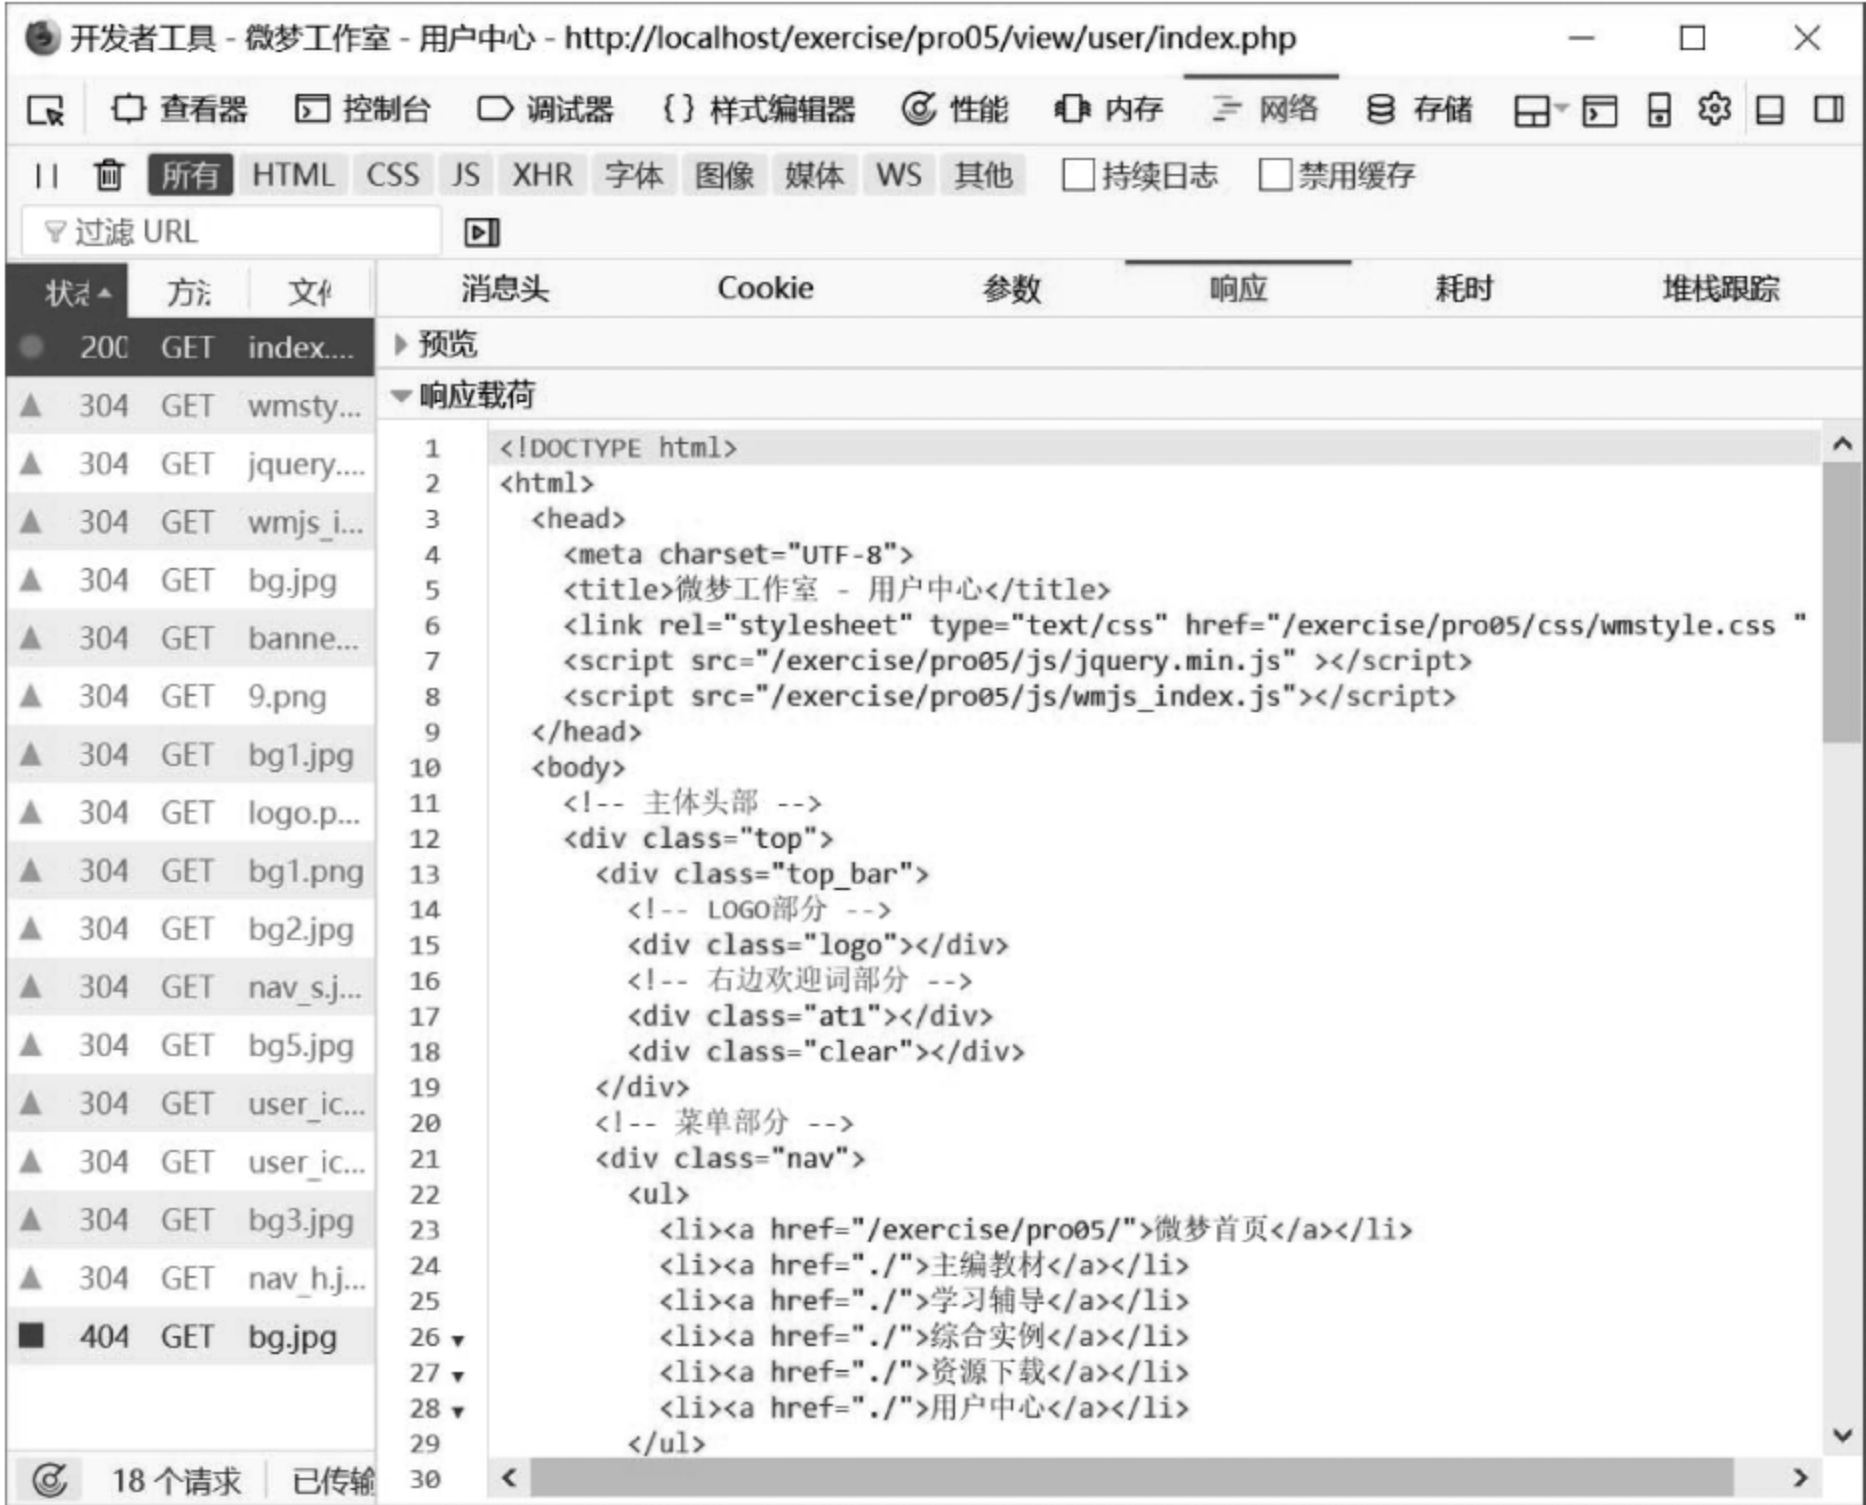 开发者工具 - 微梦工作室 - 用户中心 - http://localhost/exercise/pro05/view/user/index.php
查看器 控制台 调试器 {} 样式编辑器 性能 内存 网络 存储
所有 HTML CSS JS XHR 字体 图像 媒体 WS 其他 持续日志 禁用缓存
过滤 URL
方 消息头 Cookie 参数 响应 耗时 堆栈跟踪
200 GET index....
预览
304 GET wmsty...
响应载荷
304 GET jquery....
304 GET wmjs_i...
304 GET bg.jpg
304 GET banne...
304 GET 9.png
304 GET bg1.jpg
304 GET logo.p...
304 GET bg1.png
304 GET bg2.jpg
304 GET nav_s.j...
304 GET bg5.jpg
304 GET user_ic...
304 GET user_ic...
304 GET bg3.jpg
304 GET nav_h.j...
404 GET bg.jpg
1 <!DOCTYPE html>
2 <html>
3 <head>
4 <meta charset="UTF-8">
5 <title>微梦工作室 - 用户中心</title>
6 <link rel="stylesheet" type="text/css" href="/exercise/pro05/css/wmstyle.css "
7 <script src="/exercise/pro05/js/jquery.min.js" ></script>
8 <script src="/exercise/pro05/js/wmjs_index.js"></script>
9 </head>
10 <body>
11 <!-- 主体头部 -->
12 <div class="top">
13 <div class="top_bar">
14 <!-- LOGO部分 -->
15 <div class="logo"></div>
16 <!-- 右边欢迎词部分 -->
17 <div class="at1"></div>
18 <div class="clear"></div>
19 </div>
20 <!-- 菜单部分 -->
21 <div class="nav">
22 <ul>
23 <li><a href="/exercise/pro05/">微梦首页</a></li>
24 <li><a href="./">主编教材</a></li>
25 <li><a href="./">学习辅导</a></li>
26 <li><a href="./">综合实例</a></li>
27 <li><a href="./">资源下载</a></li>
28 <li><a href="./">用户中心</a></li>
29 </ul>
30
18 个请求 已传输